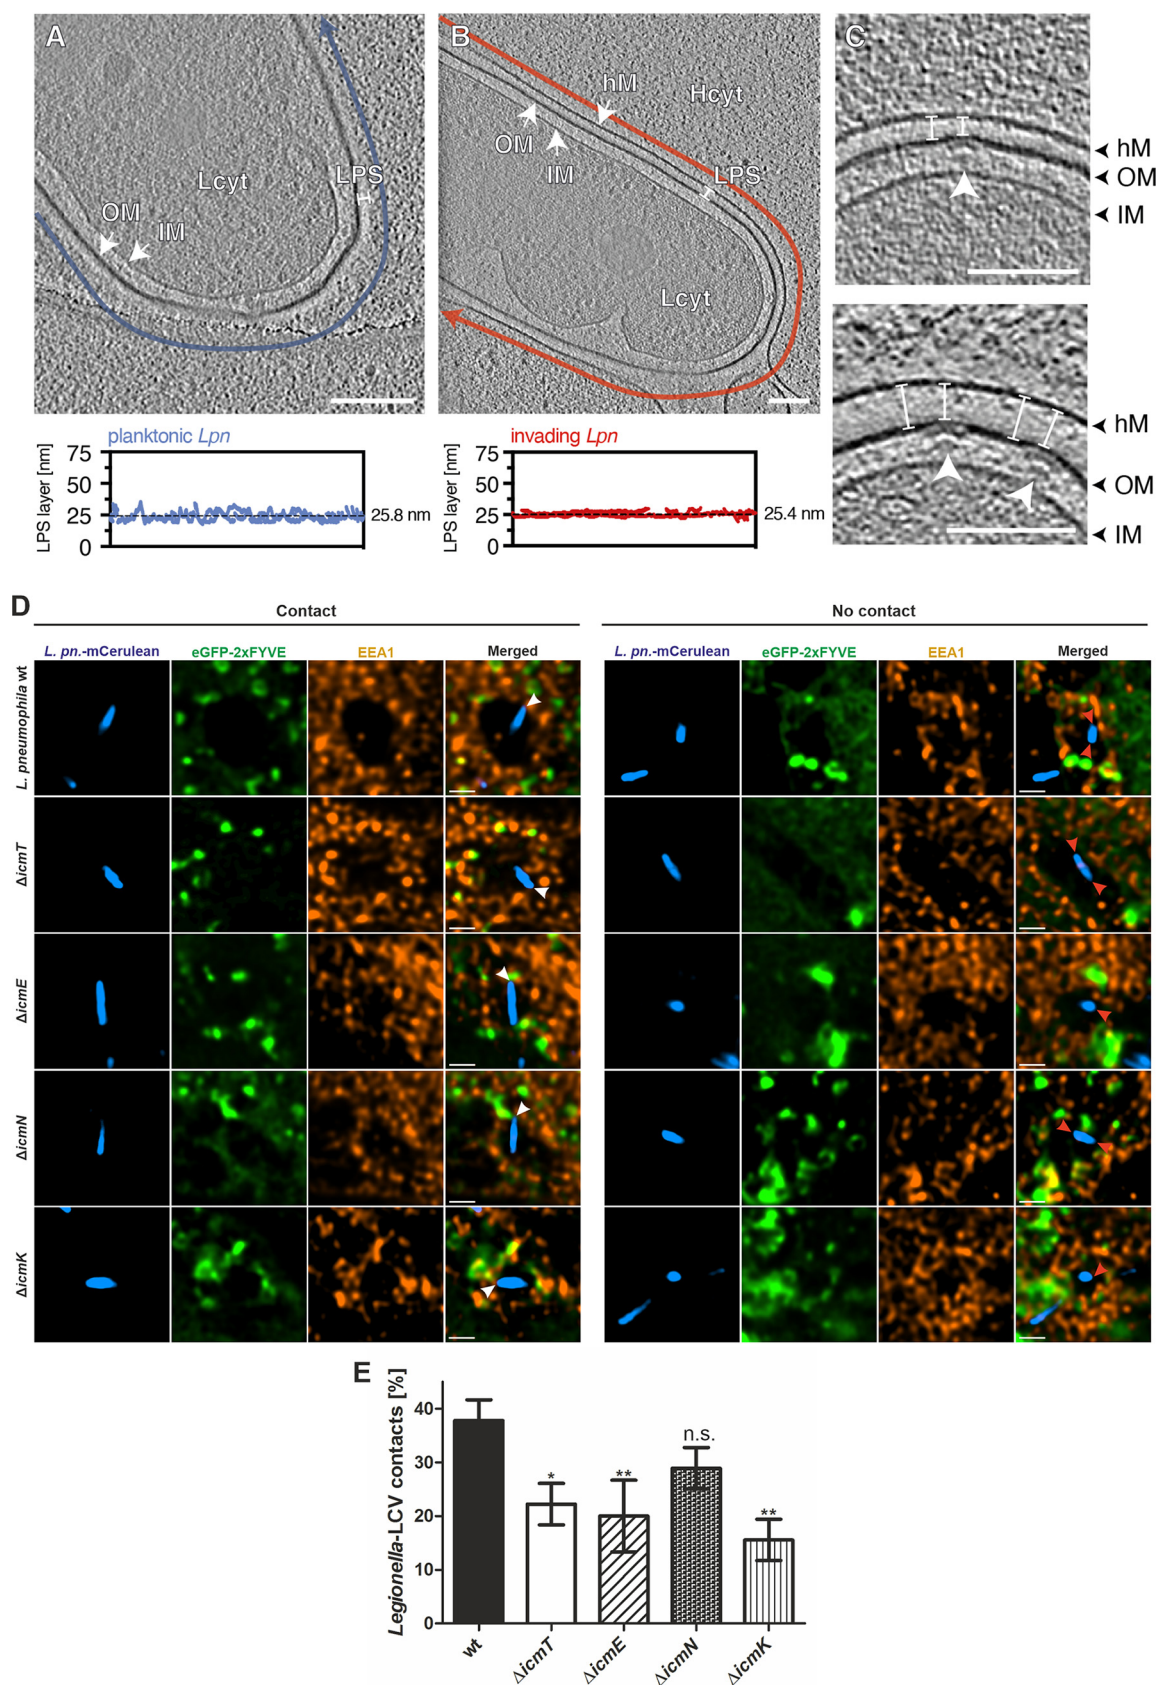 A
LPS
Lcyt
OM
IM
B
hM
Hcyt
OM
IM
LPS
Lcyt
C
hM
OM
IM
hM
OM
IM
planktonic Lpn
LPS layer [nm]
75
50
25
0
25.8 nm
invading Lpn
LPS layer [nm]
75
50
25
0
25.4 nm
D
Contact
No contact
L. pn.-mCerulean
eGFP-2xFYVE
EEA1
Merged
L. pn.-mCerulean
eGFP-2xFYVE
EEA1
Merged
L. pneumophila wt
ΔicmT
ΔicmE
ΔicmN
ΔicmK
E
Legionella-LCV contacts [%]
40
30
20
10
0
*
**
n.s.
**
wt
ΔicmT
ΔicmE
ΔicmN
ΔicmK